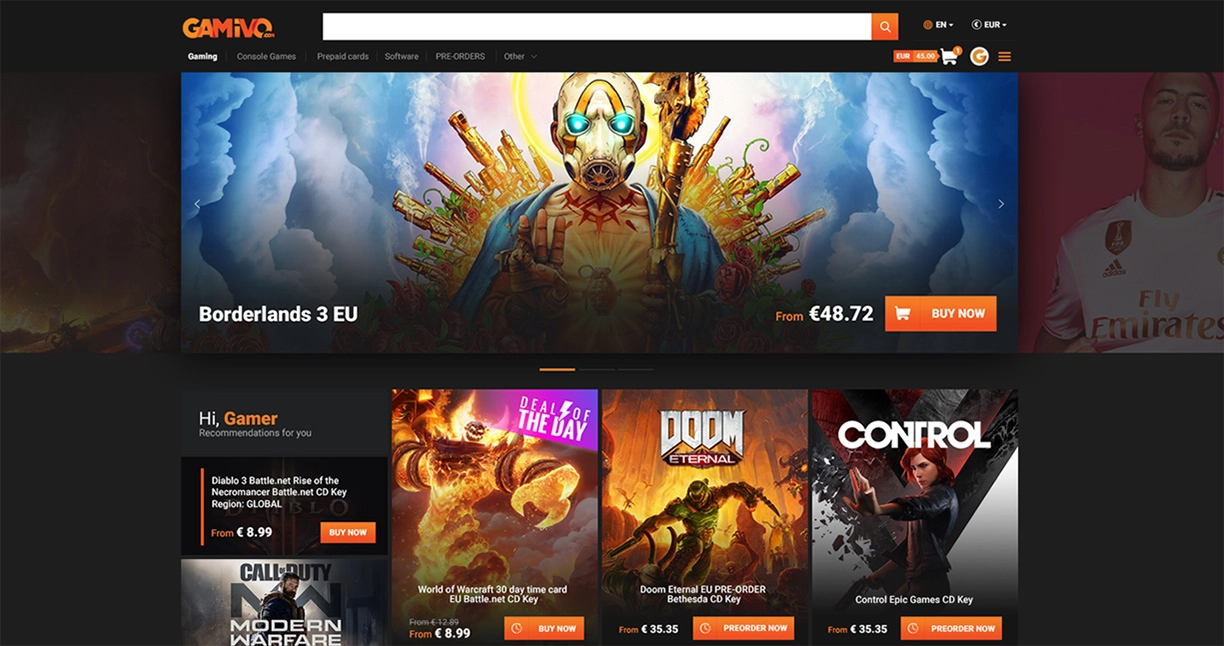 GAMiVO.COM
EN
€ EUR
Gaming
Console Games
Prepaid cards
Software
PRE-ORDERS
Other
EUR 45.00
1
G
FIFA
adidas
Fly
Emirates
Borderlands 3 EU
From €48.72
BUY NOW
Hi, Gamer
Recommendations for you
Diablo 3 Battle.net Rise of the
Necromancer Battle.net CD Key
Region: GLOBAL
DIABLO
From € 8.99
BUY NOW
CALL OF DUTY
MW
MODERN
WARFARE
DEAL OF
THE DAY
World of Warcraft 30 day time card
EU Battle.net CD Key
From € 12.89
From € 8.99
BUY NOW
DOOM
ETERNAL
Doom Eternal EU PRE-ORDER
Bethesda CD Key
From € 35.35
PREORDER NOW
CONTROL
Control Epic Games CD Key
From € 35.35
PREORDER NOW